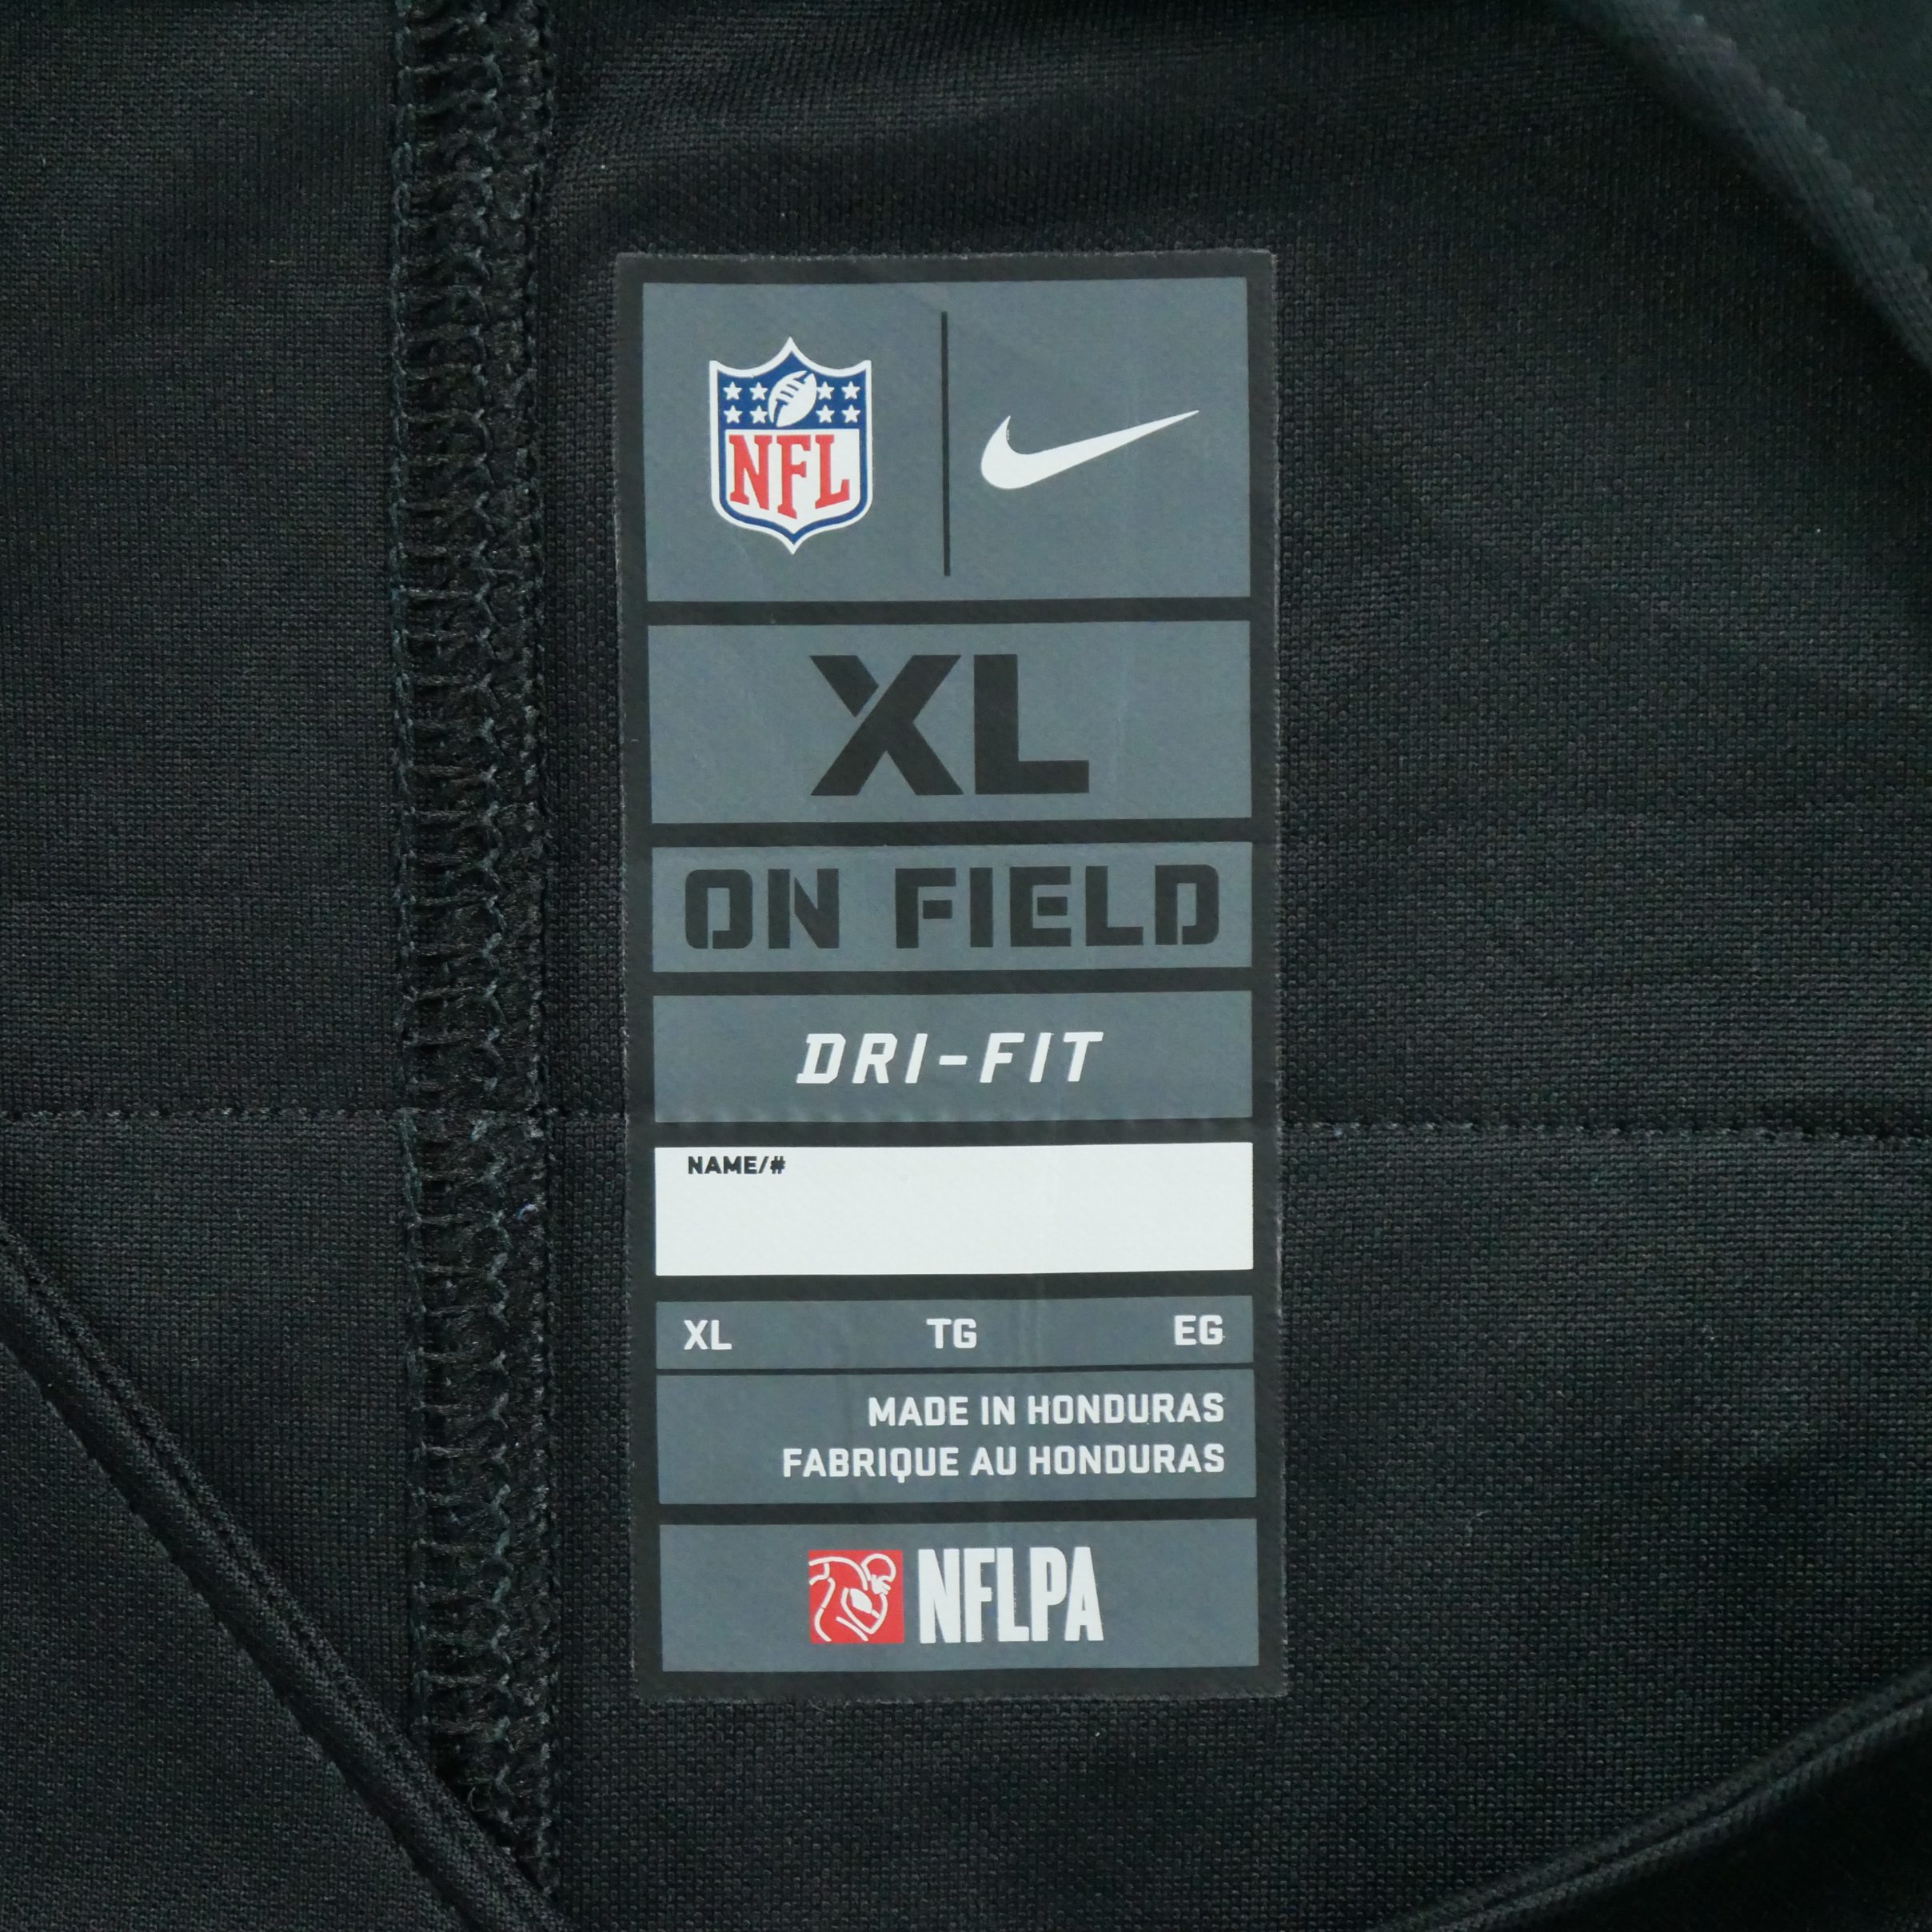 NFL
XL
ON FIELD
DRI-FIT
NAME/#
XL TG EG
MADE IN HONDURAS
FABRIQUE AU HONDURAS
NFLPA